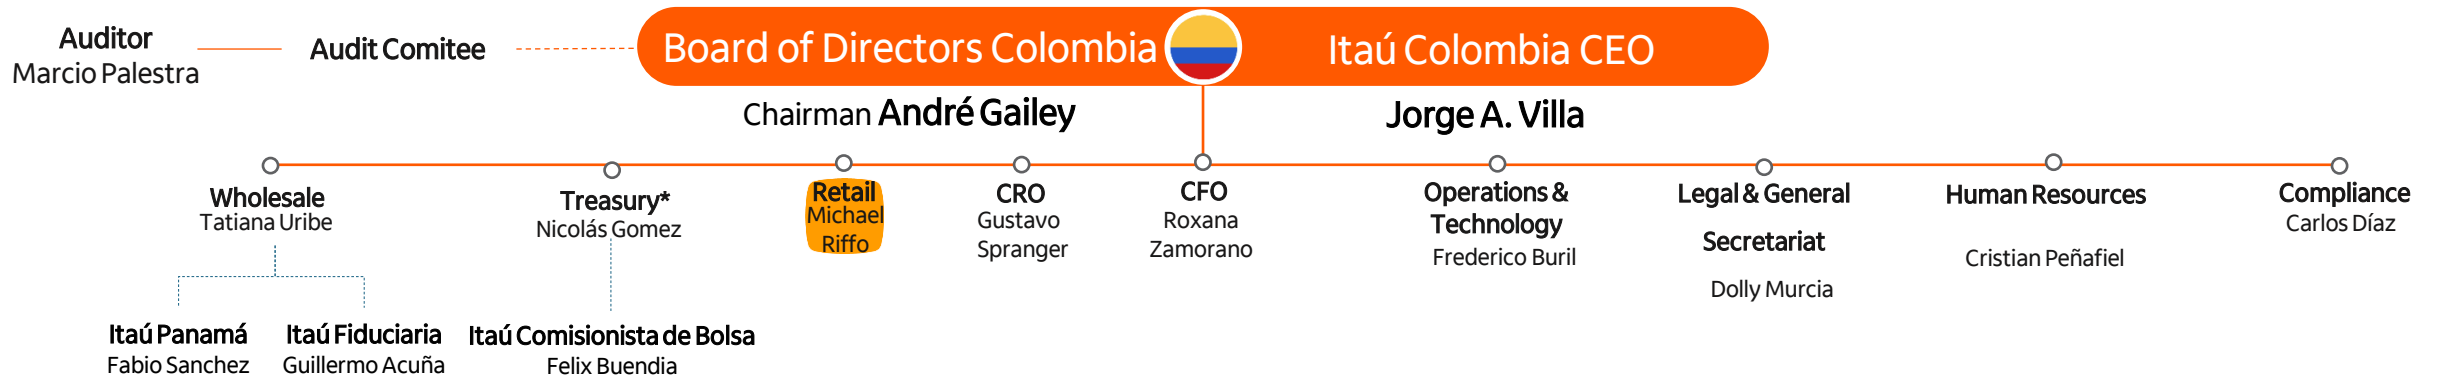 Auditor
Marcio Palestra
Audit Comitee
Board of Directors Colombia
Itaú Colombia CEO
Chairman André Gailey
Jorge A. Villa
Wholesale
Tatiana Uribe
Treasury*
Nicolás Gomez
Retail
Michael
Riffo
CRO
Gustavo
Spranger
CFO
Roxana
Zamorano
Operations &
Technology
Frederico Buril
Legal & General
Secretariat
Dolly Murcia
Human Resources
Cristian Peñafiel
Compliance
Carlos Díaz
Itaú Panamá
Fabio Sanchez
Itaú Fiduciaria
Guillermo Acuña
Itaú Comisionista de Bolsa
Felix Buendia